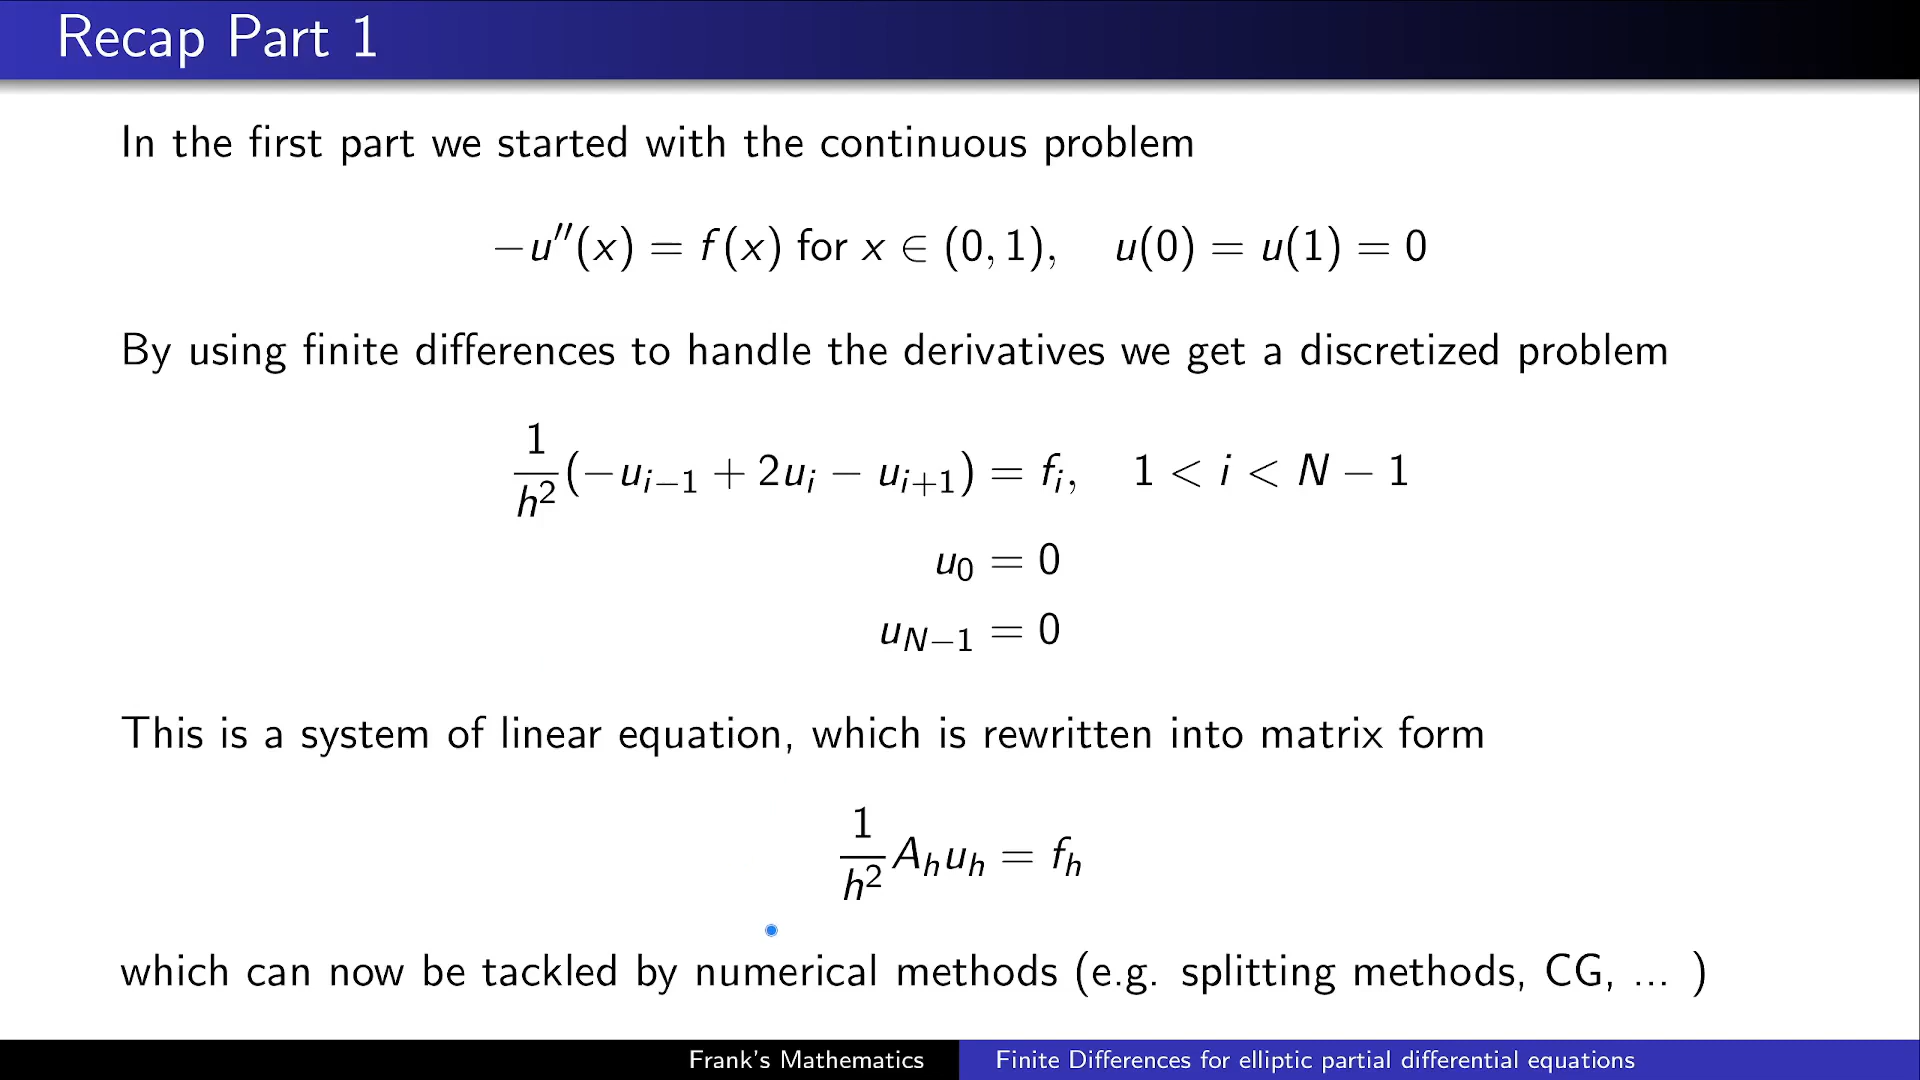 Recap Part 1
In the first part we started with the continuous problem
−u′′(x) = f(x) for x ∈ (0, 1), u(0) = u(1) = 0
By using finite differences to handle the derivatives we get a discretized problem
1/h² (−u_{i−1} + 2u_i − u_{i+1}) = f_i, 1 < i < N − 1
u_0 = 0
u_{N−1} = 0
This is a system of linear equation, which is rewritten into matrix form
1/h² A_h u_h = f_h
which can now be tackled by numerical methods (e.g. splitting methods, CG, ... )
Frank's Mathematics
Finite Differences for elliptic partial differential equations